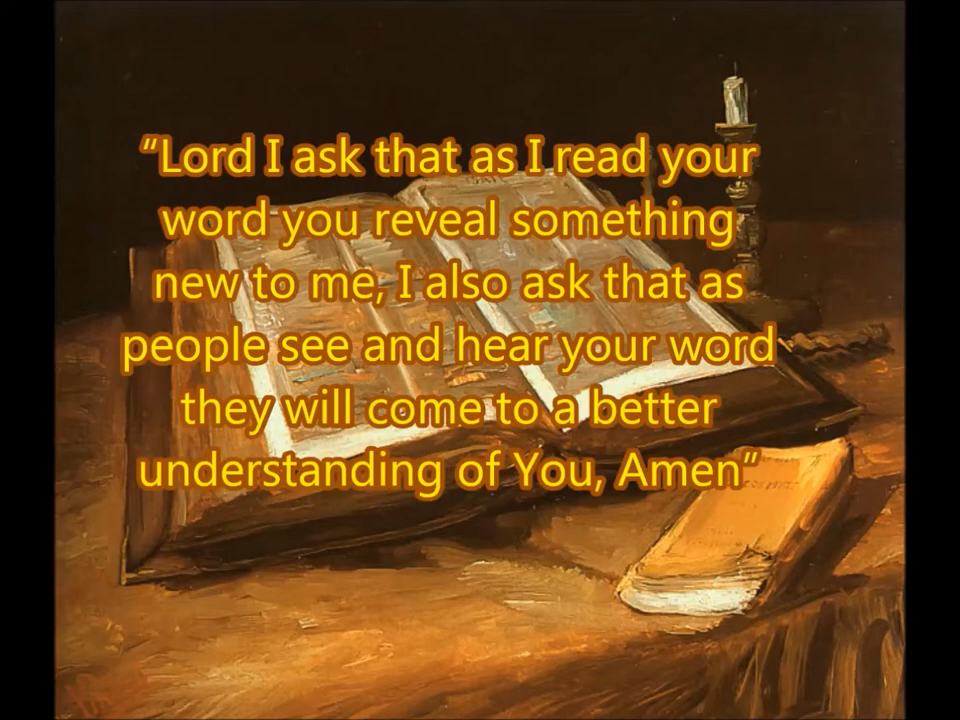 “Lord I ask that as I read your
word you reveal something
new to me, I also ask that as
people see and hear your word
they will come to a better
understanding of You, Amen”